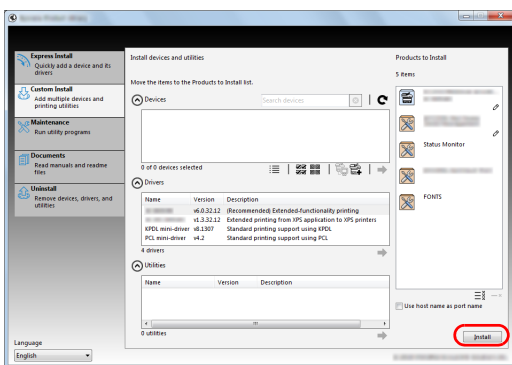 Express Install
Quickly add a device and its
drivers
Custom Install
Add multiple devices and
printing utilities
Maintenance
Run utility programs
Documents
Read manuals and readme
files
Uninstall
Remove devices, drivers, and
utilities
Language
English
Install devices and utilities
Move the items to the Products to Install list.
Devices
Search devices
0 of 0 devices selected
Drivers
Name Version Description
v6.0.32.12 (Recommended) Extended-functionality printing
v1.3.32.12 Extended printing from XPS application to XPS printers
KPDL mini-driver v8.1307 Standard printing support using KPDL
PCL mini-driver v4.2 Standard printing support using PCL
4 drivers
Utilities
Name Version Description
0 utilities
Products to Install
5 items
Status Monitor
FONTS
Use host name as port name
Install